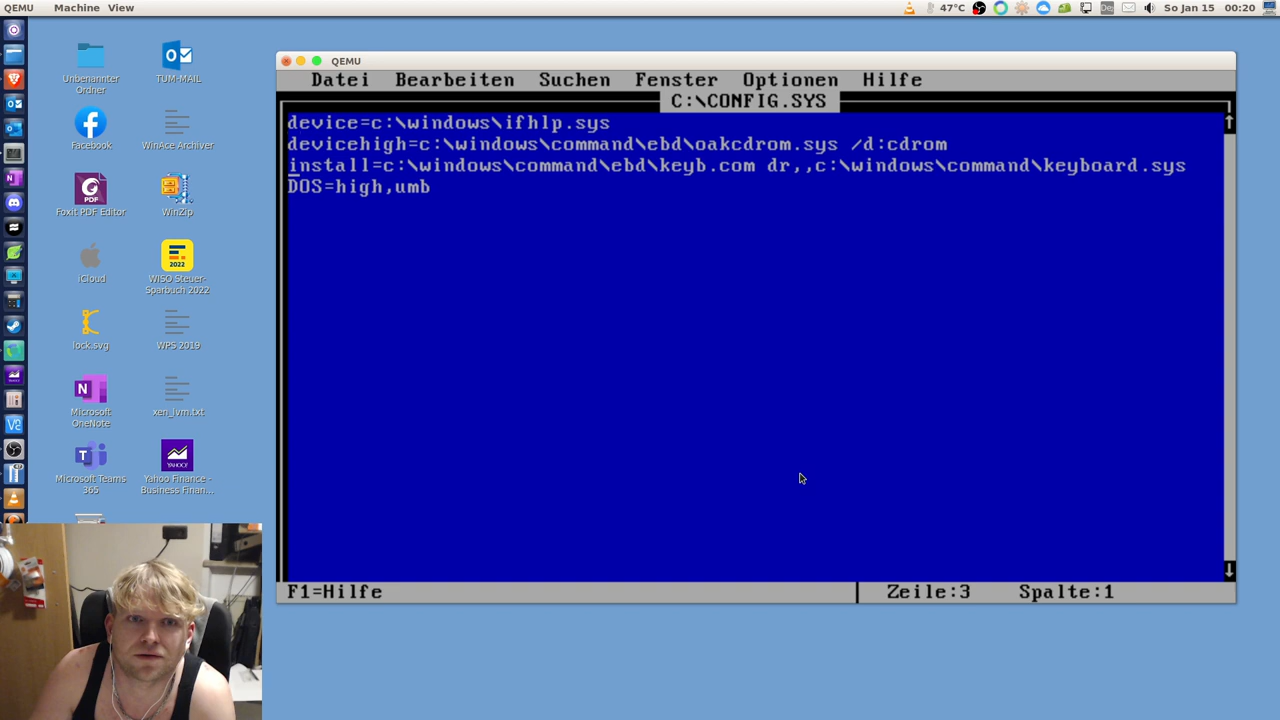 QEMU Machine View
47°C De So Jan 15 00:20
Unbenannter
Ordner
TUM-MAIL
Facebook
WinAce Archiver
Foxit PDF Editor
WinZip
iCloud
WISO Steuer-
Sparbuch 2022
2022
lock.svg
WPS 2019
Microsoft
OneNote
xen_lvm.txt
Microsoft Teams
365
YAHOO!
Yahoo Finance -
Business Finan...
QEMU
Datei Bearbeiten Suchen Fenster Optionen Hilfe
C:\CONFIG.SYS
device=c:\windows\ifhlp.sys
devicehigh=c:\windows\command\ebd\oakcdrom.sys /d:cdrom
install=c:\windows\command\ebd\keyb.com dr,,c:\windows\command\keyboard.sys
DOS=high,umb
F1=Hilfe
Zeile:3 Spalte:1